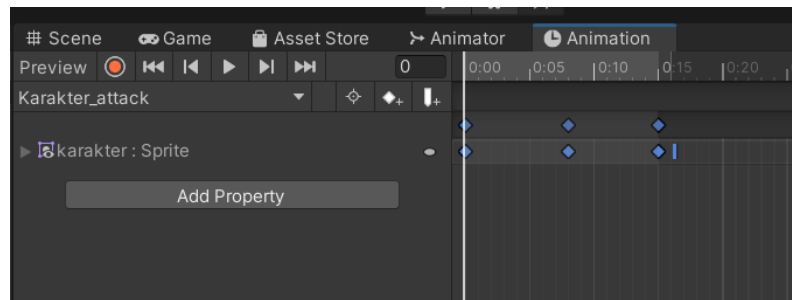 # Scene Game Asset Store Animator Animation
Preview 0 0:00 0:05 0:10 0:15 0:20
Karakter_attack
karakter : Sprite
Add Property